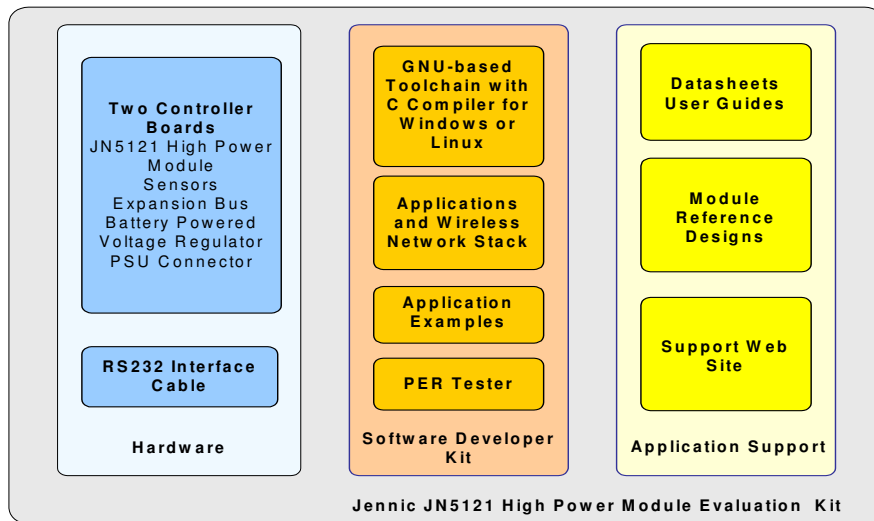 Two Controller
Boards
JN5121 High Power
Module
Sensors
Expansion Bus
Battery Powered
Voltage Regulator
PSU Connector
RS232 Interface
Cable
Hardware
GNU-based
Toolchain with
C Compiler for
Windows or
Linux
Applications
and Wireless
Network Stack
Application
Examples
PER Tester
Software Developer
Kit
Datasheets
User Guides
Module
Reference
Designs
Support Web
Site
Application Support
Jennic JN5121 High Power Module Evaluation Kit